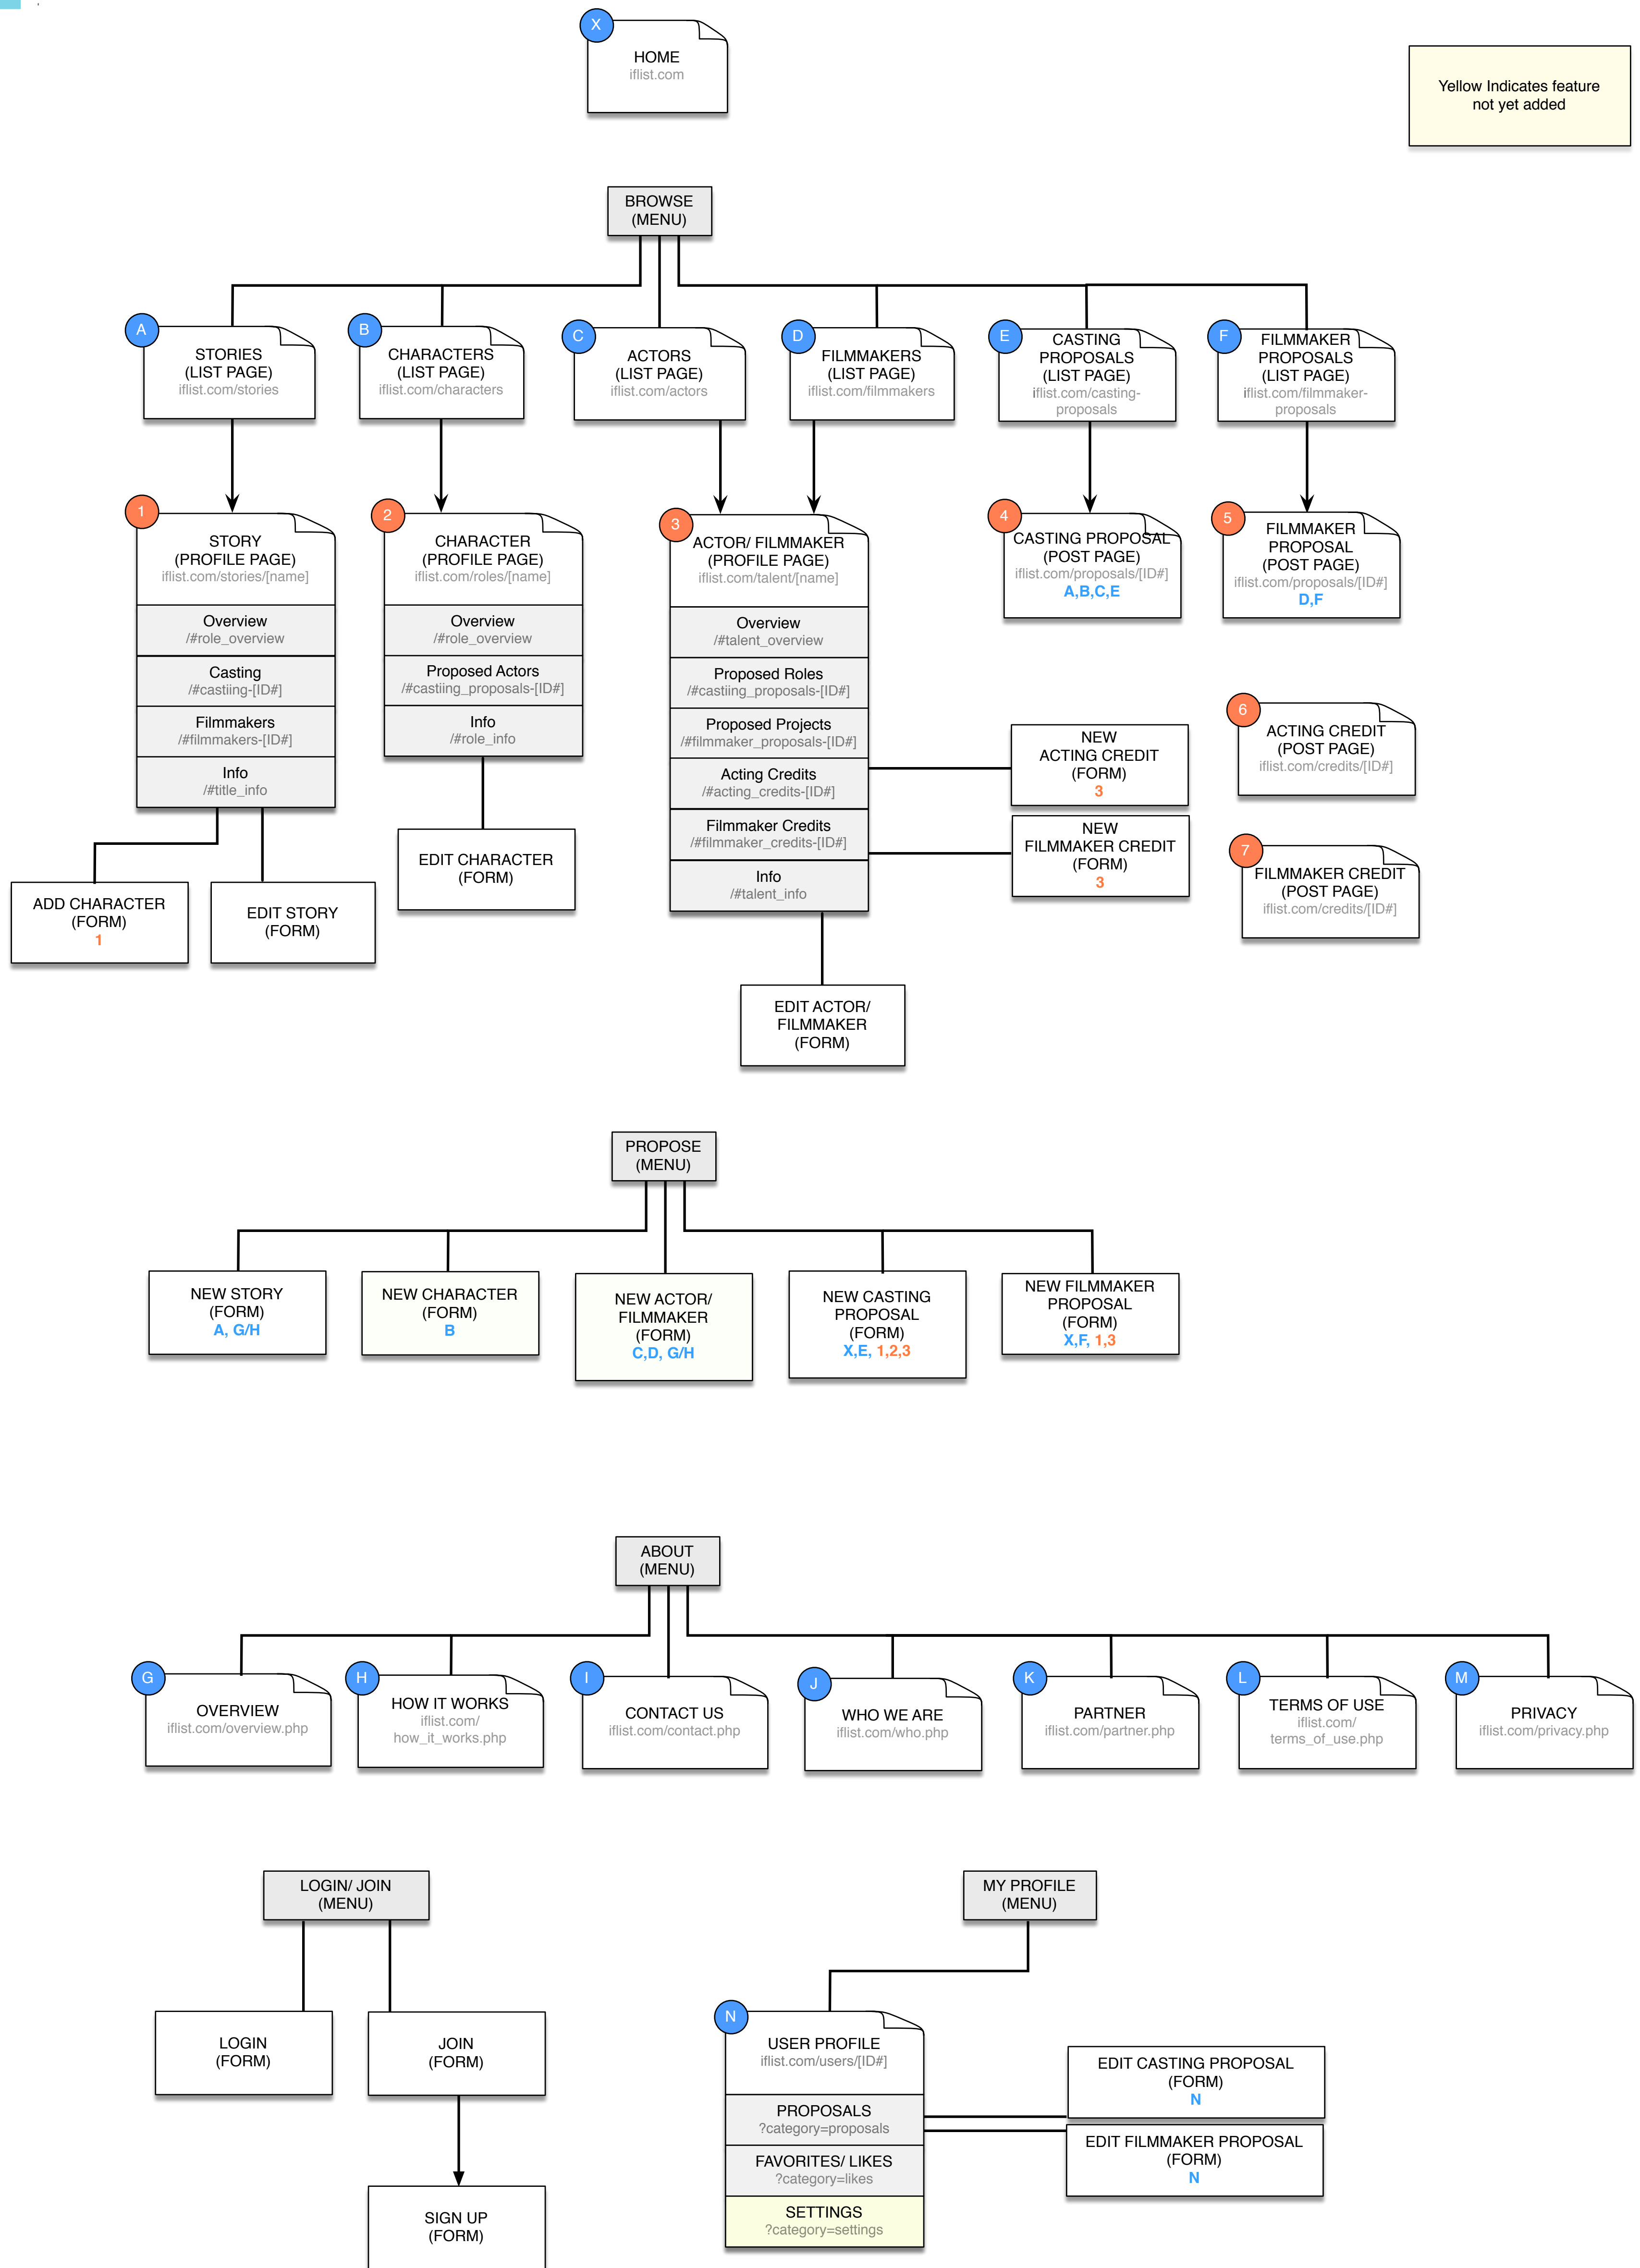 X
HOME
iflist.com
Yellow Indicates feature
not yet added
BROWSE
(MENU)
A
STORIES
(LIST PAGE)
iflist.com/stories
B
CHARACTERS
(LIST PAGE)
iflist.com/characters
C
ACTORS
(LIST PAGE)
iflist.com/actors
D
FILMMAKERS
(LIST PAGE)
iflist.com/filmmakers
E
CASTING
PROPOSALS
(LIST PAGE)
iflist.com/casting-
proposals
F
FILMMAKER
PROPOSALS
(LIST PAGE)
iflist.com/filmmaker-
proposals
1
STORY
(PROFILE PAGE)
iflist.com/stories/[name]
Overview
/#role_overview
Casting
/#castiing-[ID#]
Filmmakers
/#filmmakers-[ID#]
Info
/#title_info
ADD CHARACTER
(FORM)
1
EDIT STORY
(FORM)
2
CHARACTER
(PROFILE PAGE)
iflist.com/roles/[name]
Overview
/#role_overview
Proposed Actors
/#castiing_proposals-[ID#]
Info
/#role_info
EDIT CHARACTER
(FORM)
3
ACTOR/ FILMMAKER
(PROFILE PAGE)
iflist.com/talent/[name]
Overview
/#talent_overview
Proposed Roles
/#castiing_proposals-[ID#]
Proposed Projects
/#filmmaker_proposals-[ID#]
Acting Credits
/#acting_credits-[ID#]
Filmmaker Credits
/#filmmaker_credits-[ID#]
Info
/#talent_info
NEW
ACTING CREDIT
(FORM)
3
NEW
FILMMAKER CREDIT
(FORM)
3
EDIT ACTOR/
FILMMAKER
(FORM)
4
CASTING PROPOSAL
(POST PAGE)
iflist.com/proposals/[ID#]
A,B,C,E
5
FILMMAKER
PROPOSAL
(POST PAGE)
iflist.com/proposals/[ID#]
D,F
6
ACTING CREDIT
(POST PAGE)
iflist.com/credits/[ID#]
7
FILMMAKER CREDIT
(POST PAGE)
iflist.com/credits/[ID#]
PROPOSE
(MENU)
NEW STORY
(FORM)
A, G/H
NEW CHARACTER
(FORM)
B
NEW ACTOR/
FILMMAKER
(FORM)
C,D, G/H
NEW CASTING
PROPOSAL
(FORM)
X,E, 1,2,3
NEW FILMMAKER
PROPOSAL
(FORM)
X,F, 1,3
ABOUT
(MENU)
G
OVERVIEW
iflist.com/overview.php
H
HOW IT WORKS
iflist.com/
how_it_works.php
I
CONTACT US
iflist.com/contact.php
J
WHO WE ARE
iflist.com/who.php
K
PARTNER
iflist.com/partner.php
L
TERMS OF USE
iflist.com/
terms_of_use.php
M
PRIVACY
iflist.com/privacy.php
LOGIN/ JOIN
(MENU)
LOGIN
(FORM)
JOIN
(FORM)
SIGN UP
(FORM)
MY PROFILE
(MENU)
N
USER PROFILE
iflist.com/users/[ID#]
PROPOSALS
?category=proposals
FAVORITES/ LIKES
?category=likes
SETTINGS
?category=settings
EDIT CASTING PROPOSAL
(FORM)
N
EDIT FILMMAKER PROPOSAL
(FORM)
N